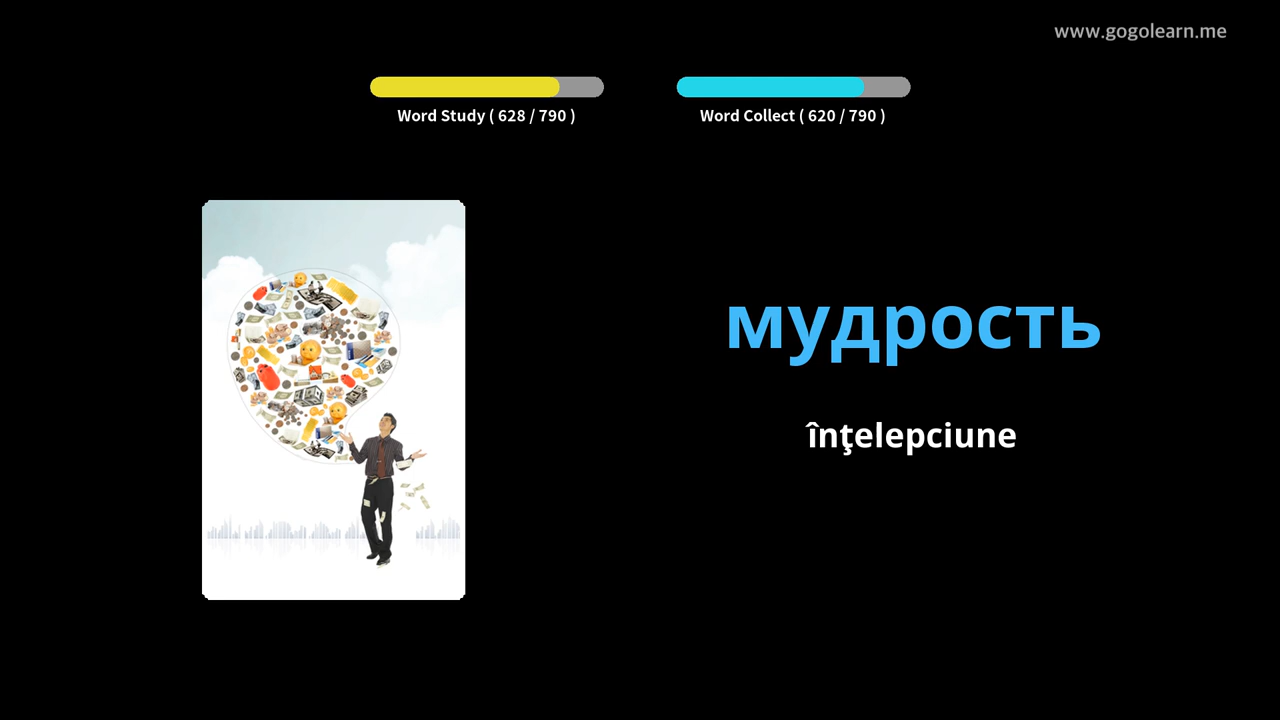 www.gogolearn.me
Word Study ( 628 / 790 )
Word Collect ( 620 / 790 )
мудрость
înţelepciune